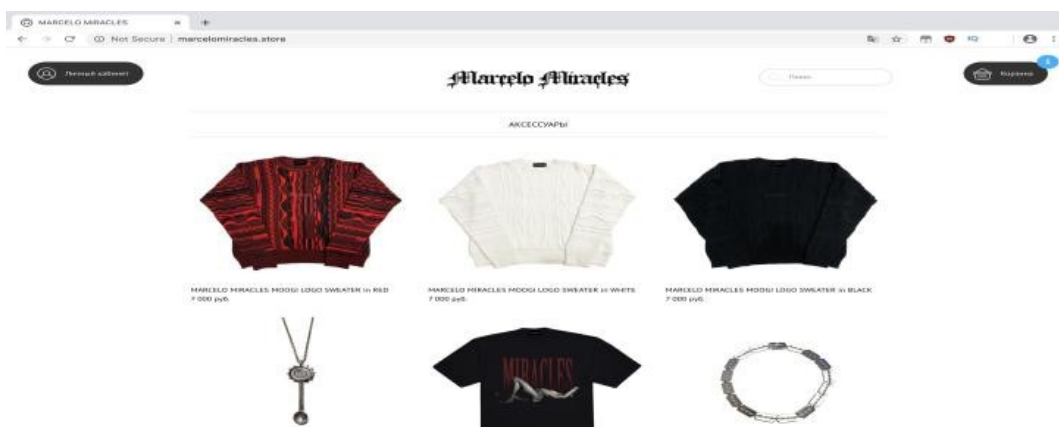 MARCELO MIRACLES
Not Secure | marcelomiracles.store
Личный кабинет
Marcelo Miracles
Поиск
Корзина
АКСЕССУАРЫ
MARCELO MIRACLES MOOGI LOGO SWEATER in RED
7 000 руб.
MARCELO MIRACLES MOOGI LOGO SWEATER in WHITE
7 000 руб.
MARCELO MIRACLES MOOGI LOGO SWEATER in BLACK
7 000 руб.
MIRACLES